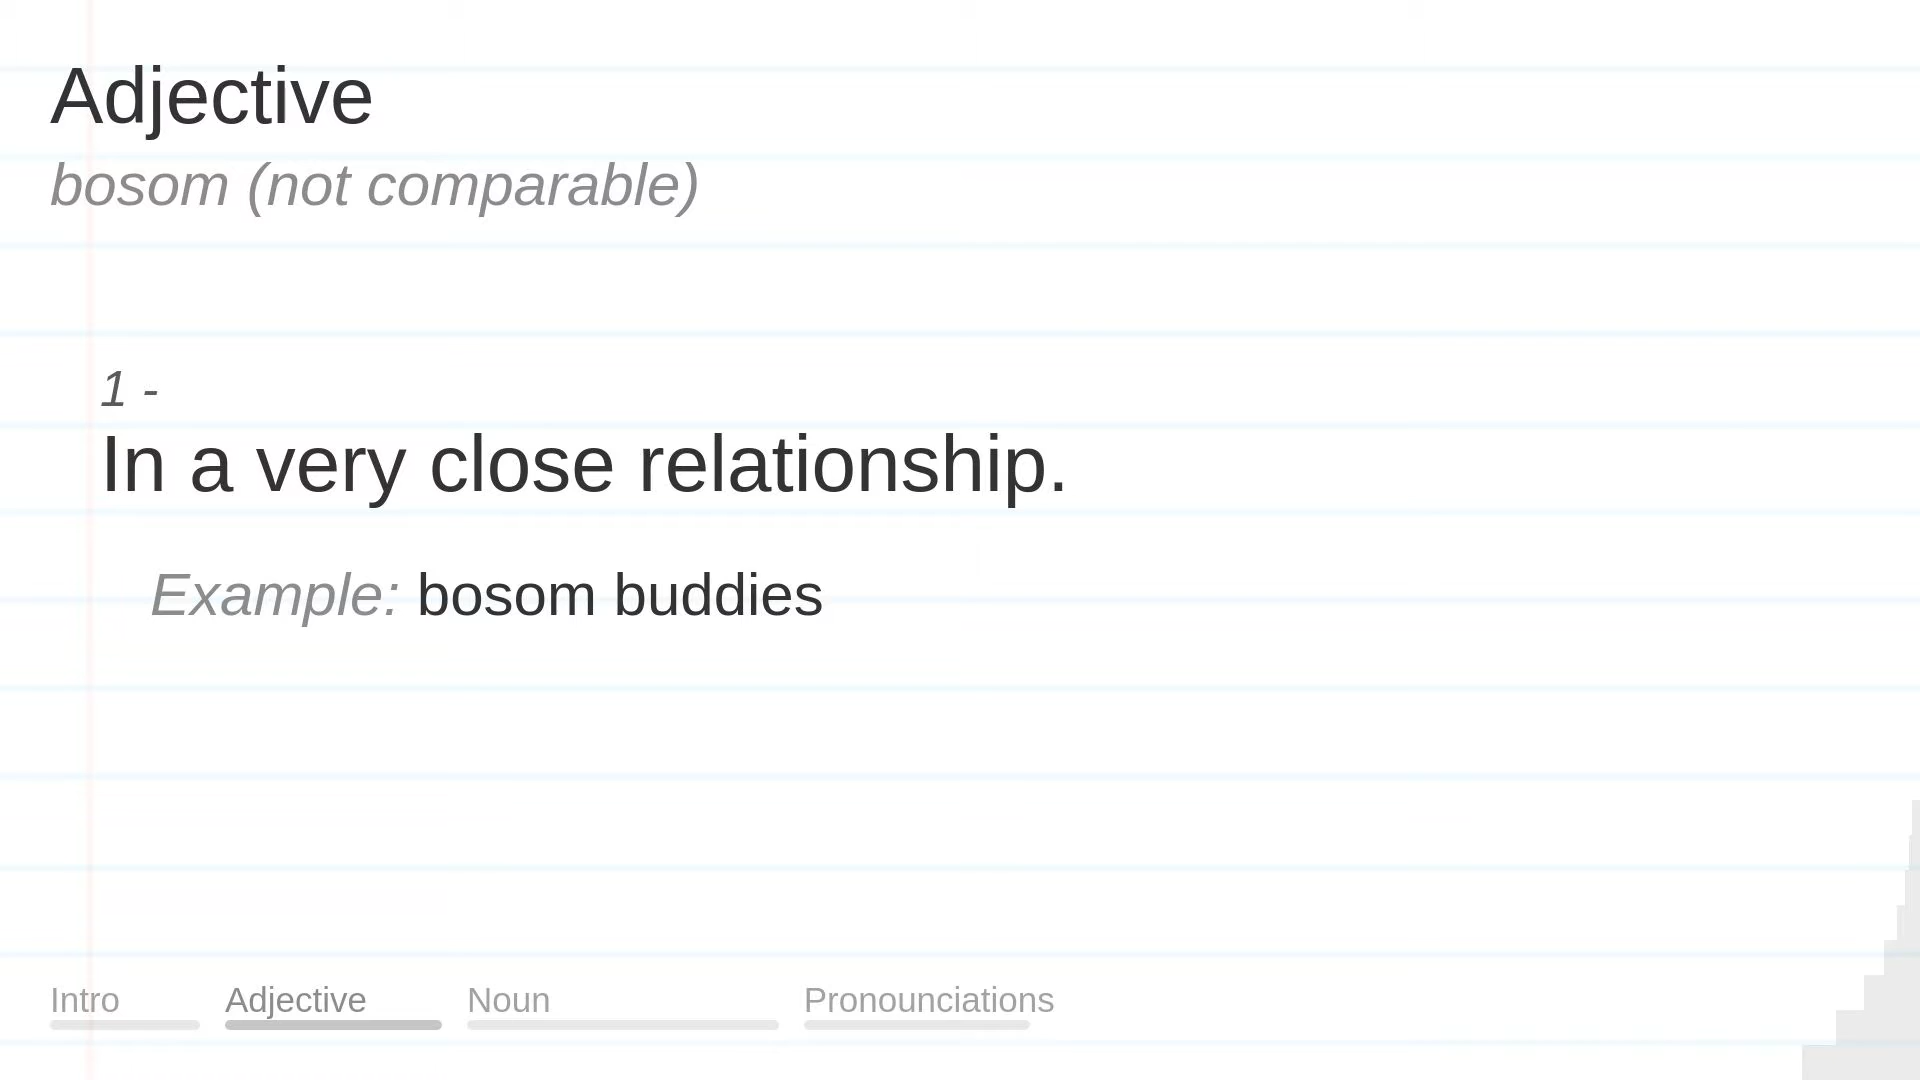 Adjective
bosom (not comparable)
1 -
In a very close relationship.
Example: bosom buddies
Intro Adjective Noun Pronounciations